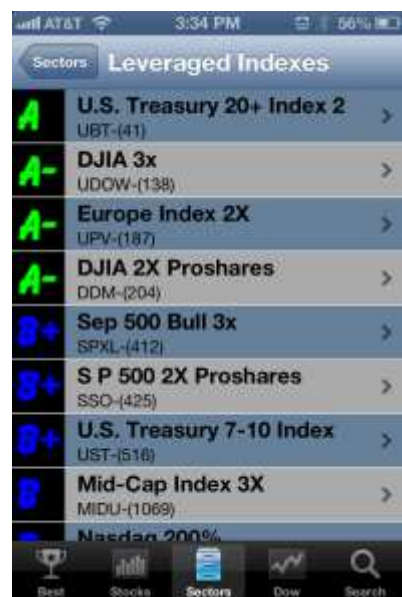 AT&T 3:34 PM 56%
Sectors Leveraged Indexes
A U.S. Treasury 20+ Index 2
UBT-(41)
A- DJIA 3x
UDOW-(138)
A- Europe Index 2X
UPV-(187)
A- DJIA 2X Proshares
DDM-(204)
B+ Sep 500 Bull 3x
SPXL-(412)
B+ S P 500 2X Proshares
SSO-(425)
B+ U.S. Treasury 7-10 Index
UST-(516)
B Mid-Cap Index 3X
MIDU-(1069)
Nasdaq 200%
Best Stocks Sectors Dow Search